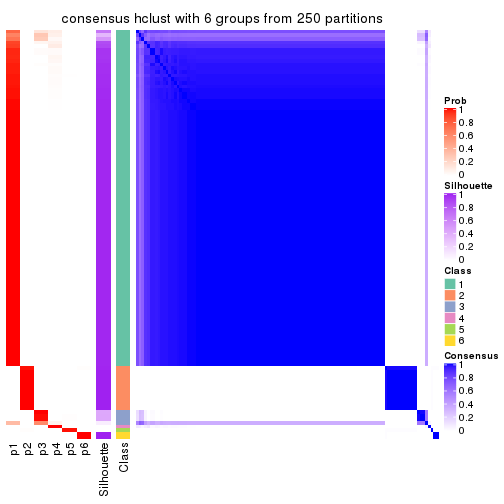 consensus hclust with 6 groups from 250 partitions
Prob
1
0.8
0.6
0.4
0.2
0
Silhouette
1
0.8
0.6
0.4
0.2
0
Class
1
2
3
4
5
6
Consensus
1
0.8
0.6
0.4
0.2
0
p1
p2
p3
p4
p5
p6
Silhouette
Class